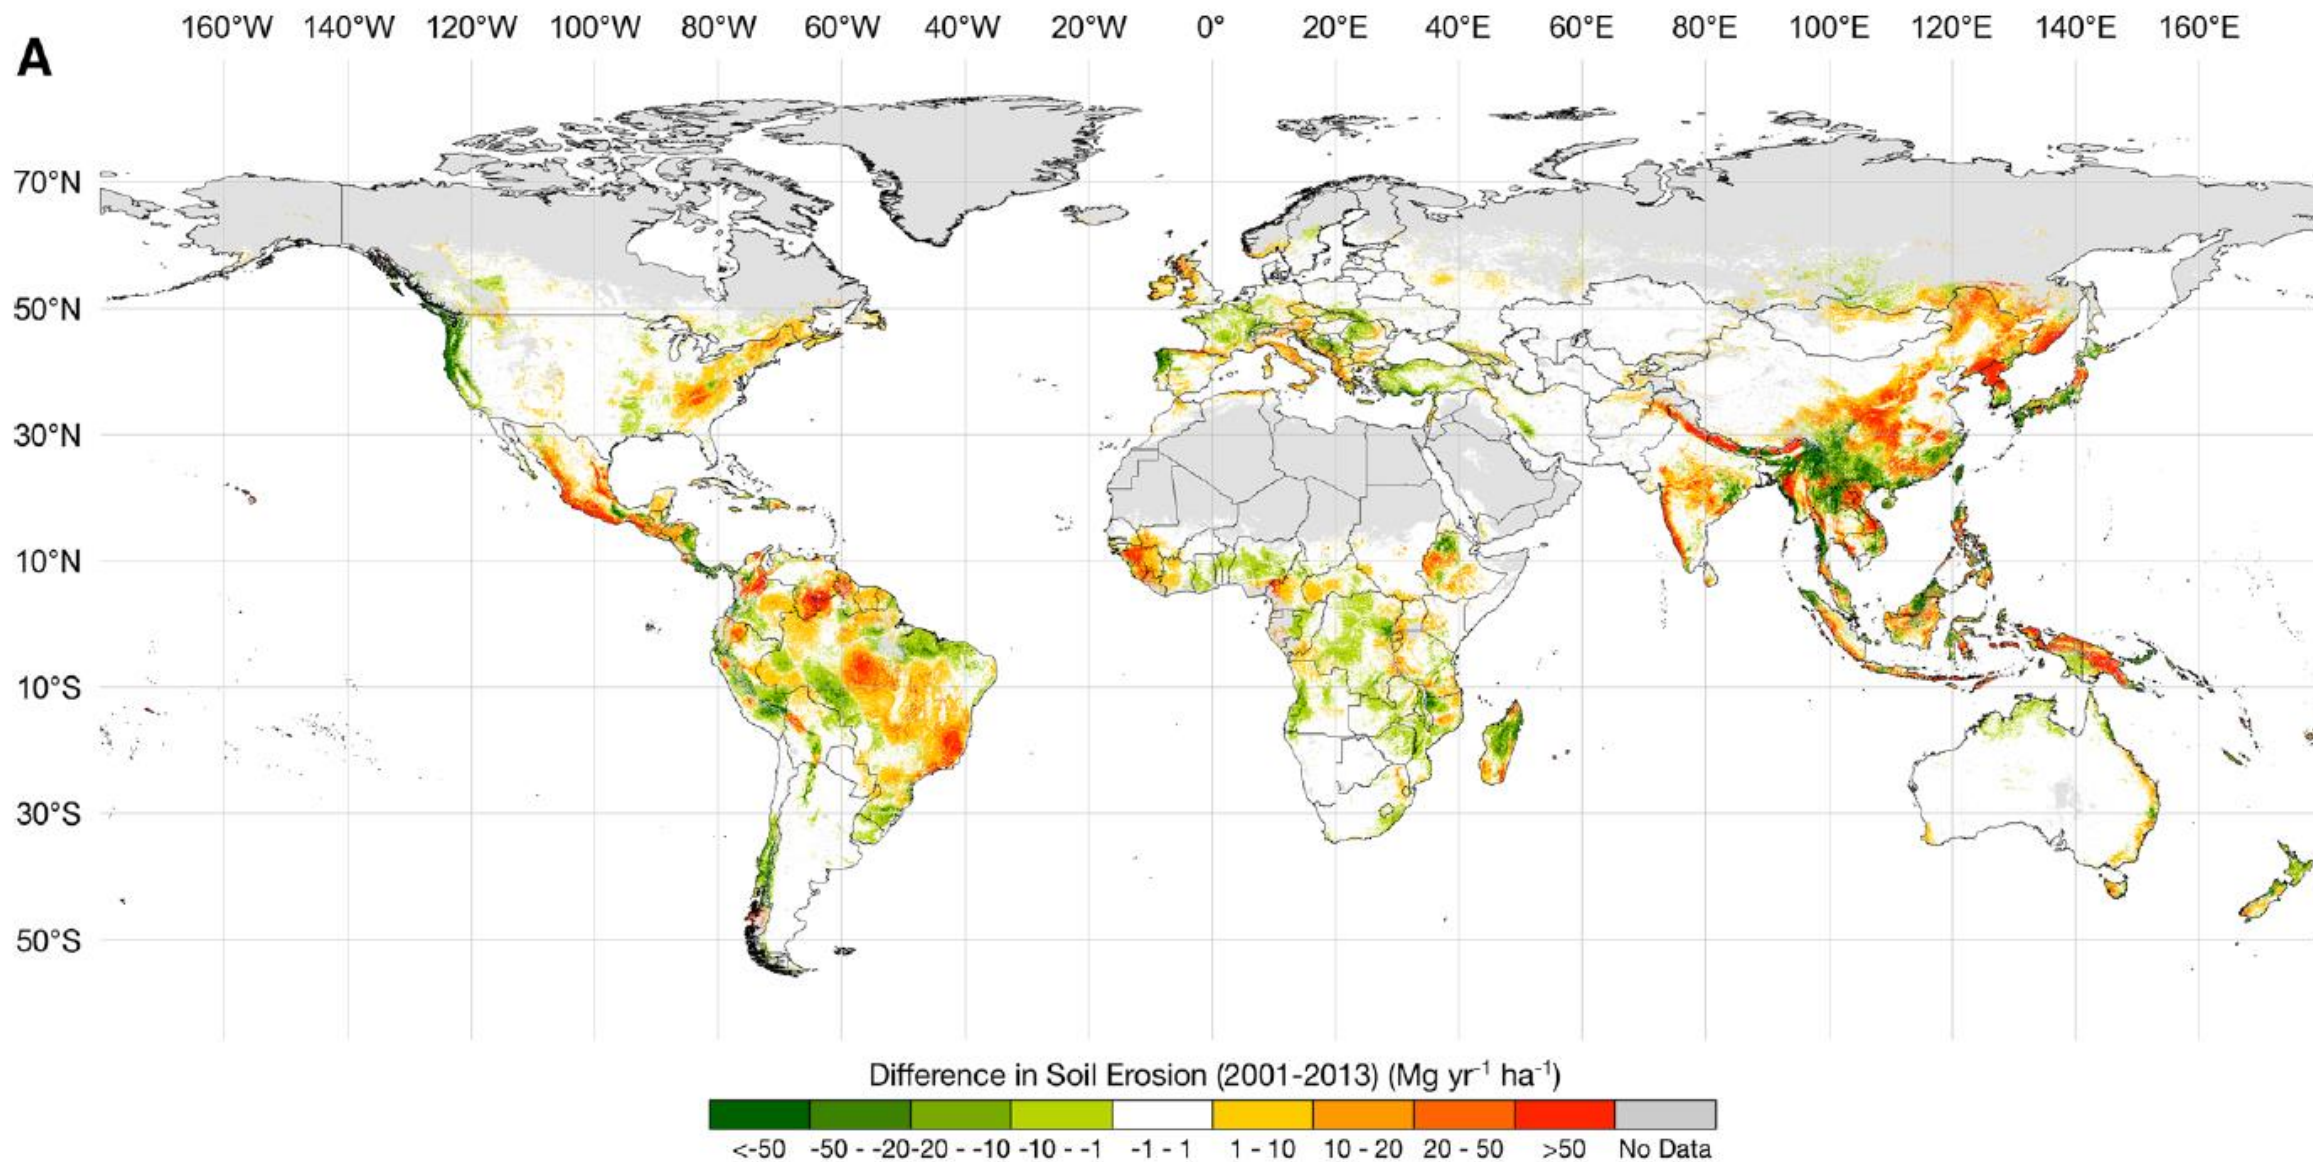 160°W 140°W 120°W 100°W 80°W 60°W 40°W 20°W 0° 20°E 40°E 60°E 80°E 100°E 120°E 140°E 160°E
A
70°N
50°N
30°N
10°N
10°S
30°S
50°S
Difference in Soil Erosion (2001-2013) (Mg yr⁻¹ ha⁻¹)
<-50 -50 - -20 -20 - -10 -10 - -1 -1 - 1 1 - 10 10 - 20 20 - 50 >50 No Data